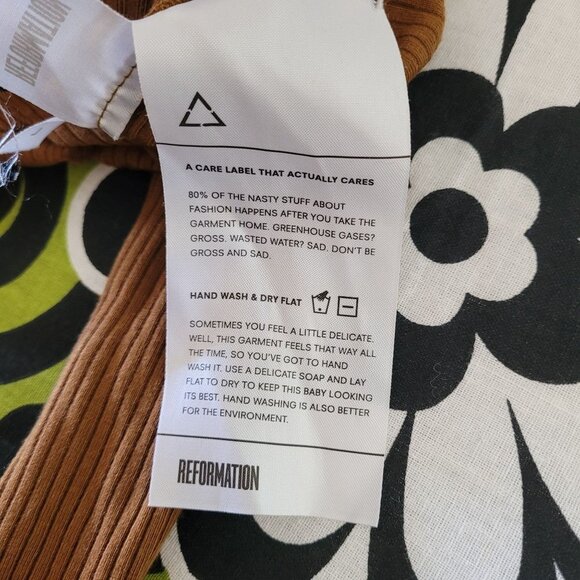 REFORMATION
A CARE LABEL THAT ACTUALLY CARES
80% OF THE NASTY STUFF ABOUT
FASHION HAPPENS AFTER YOU TAKE THE
GARMENT HOME. GREENHOUSE GASES?
GROSS. WASTED WATER? SAD. DON'T BE
GROSS AND SAD.
HAND WASH & DRY FLAT
SOMETIMES YOU FEEL A LITTLE DELICATE.
WELL, THIS GARMENT FEELS THAT WAY ALL
THE TIME, SO YOU'VE GOT TO HAND
WASH IT. USE A DELICATE SOAP AND LAY
FLAT TO DRY TO KEEP THIS BABY LOOKING
ITS BEST. HAND WASHING IS ALSO BETTER
FOR THE ENVIRONMENT.
REFORMATION